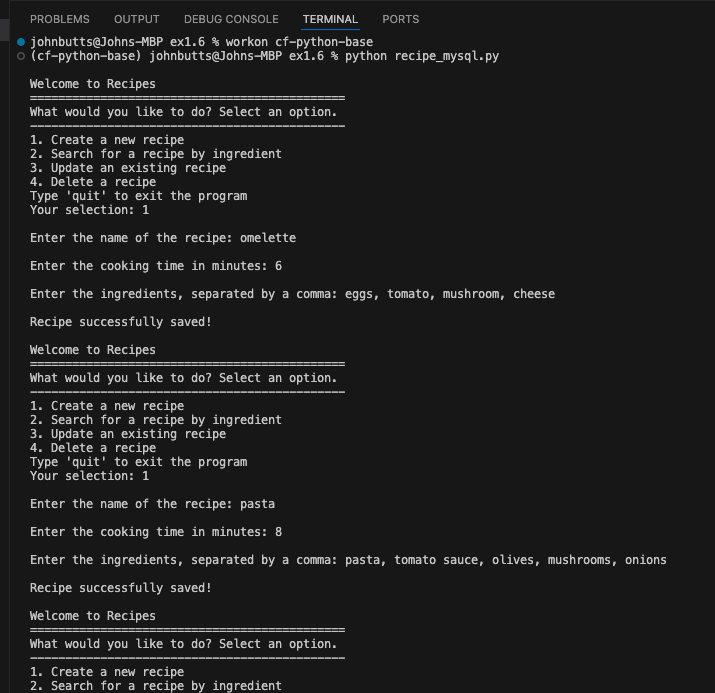 PROBLEMS OUTPUT DEBUG CONSOLE TERMINAL PORTS
johnbutts@Johns-MBP ex1.6 % workon cf-python-base
(cf-python-base) johnbutts@Johns-MBP ex1.6 % python recipe_mysql.py
Welcome to Recipes
=============================================
What would you like to do? Select an option.
---------------------------------------------
1. Create a new recipe
2. Search for a recipe by ingredient
3. Update an existing recipe
4. Delete a recipe
Type 'quit' to exit the program
Your selection: 1
Enter the name of the recipe: omelette
Enter the cooking time in minutes: 6
Enter the ingredients, separated by a comma: eggs, tomato, mushroom, cheese
Recipe successfully saved!
Welcome to Recipes
=============================================
What would you like to do? Select an option.
---------------------------------------------
1. Create a new recipe
2. Search for a recipe by ingredient
3. Update an existing recipe
4. Delete a recipe
Type 'quit' to exit the program
Your selection: 1
Enter the name of the recipe: pasta
Enter the cooking time in minutes: 8
Enter the ingredients, separated by a comma: pasta, tomato sauce, olives, mushrooms, onions
Recipe successfully saved!
Welcome to Recipes
=============================================
What would you like to do? Select an option.
---------------------------------------------
1. Create a new recipe
2. Search for a recipe by ingredient